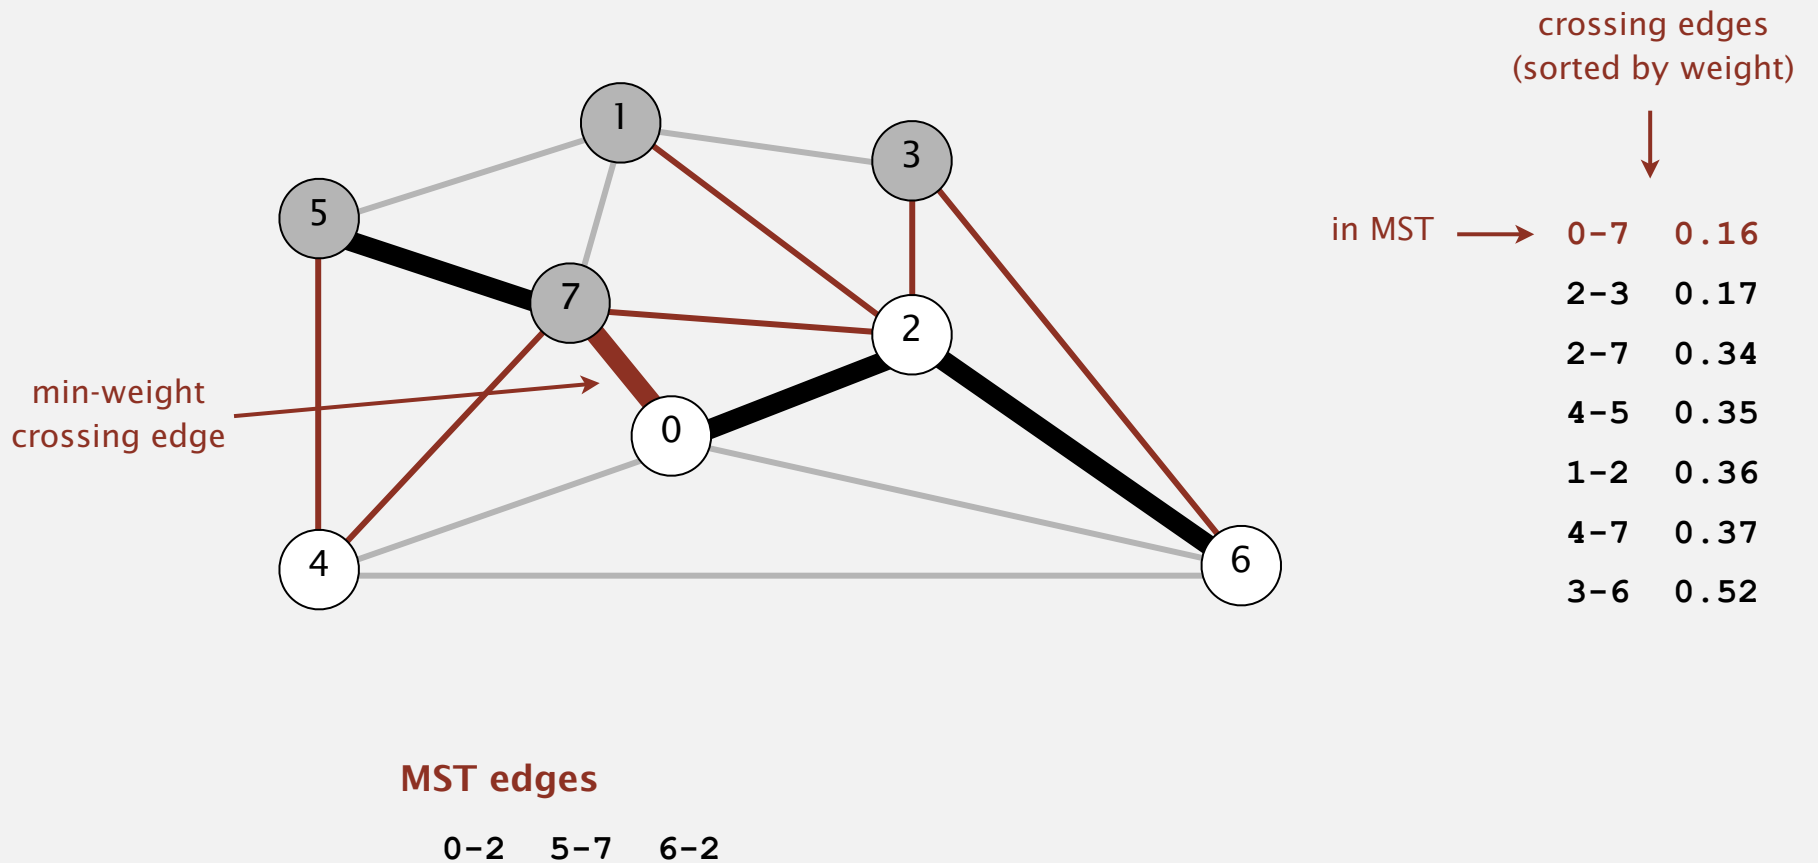 crossing edges
(sorted by weight)
1
3
5
in MST
0-7 0.16
7
2-3 0.17
2
2-7 0.34
min-weight
crossing edge
4-5 0.35
0
1-2 0.36
4-7 0.37
4
6
3-6 0.52
MST edges
0-2 5-7 6-2